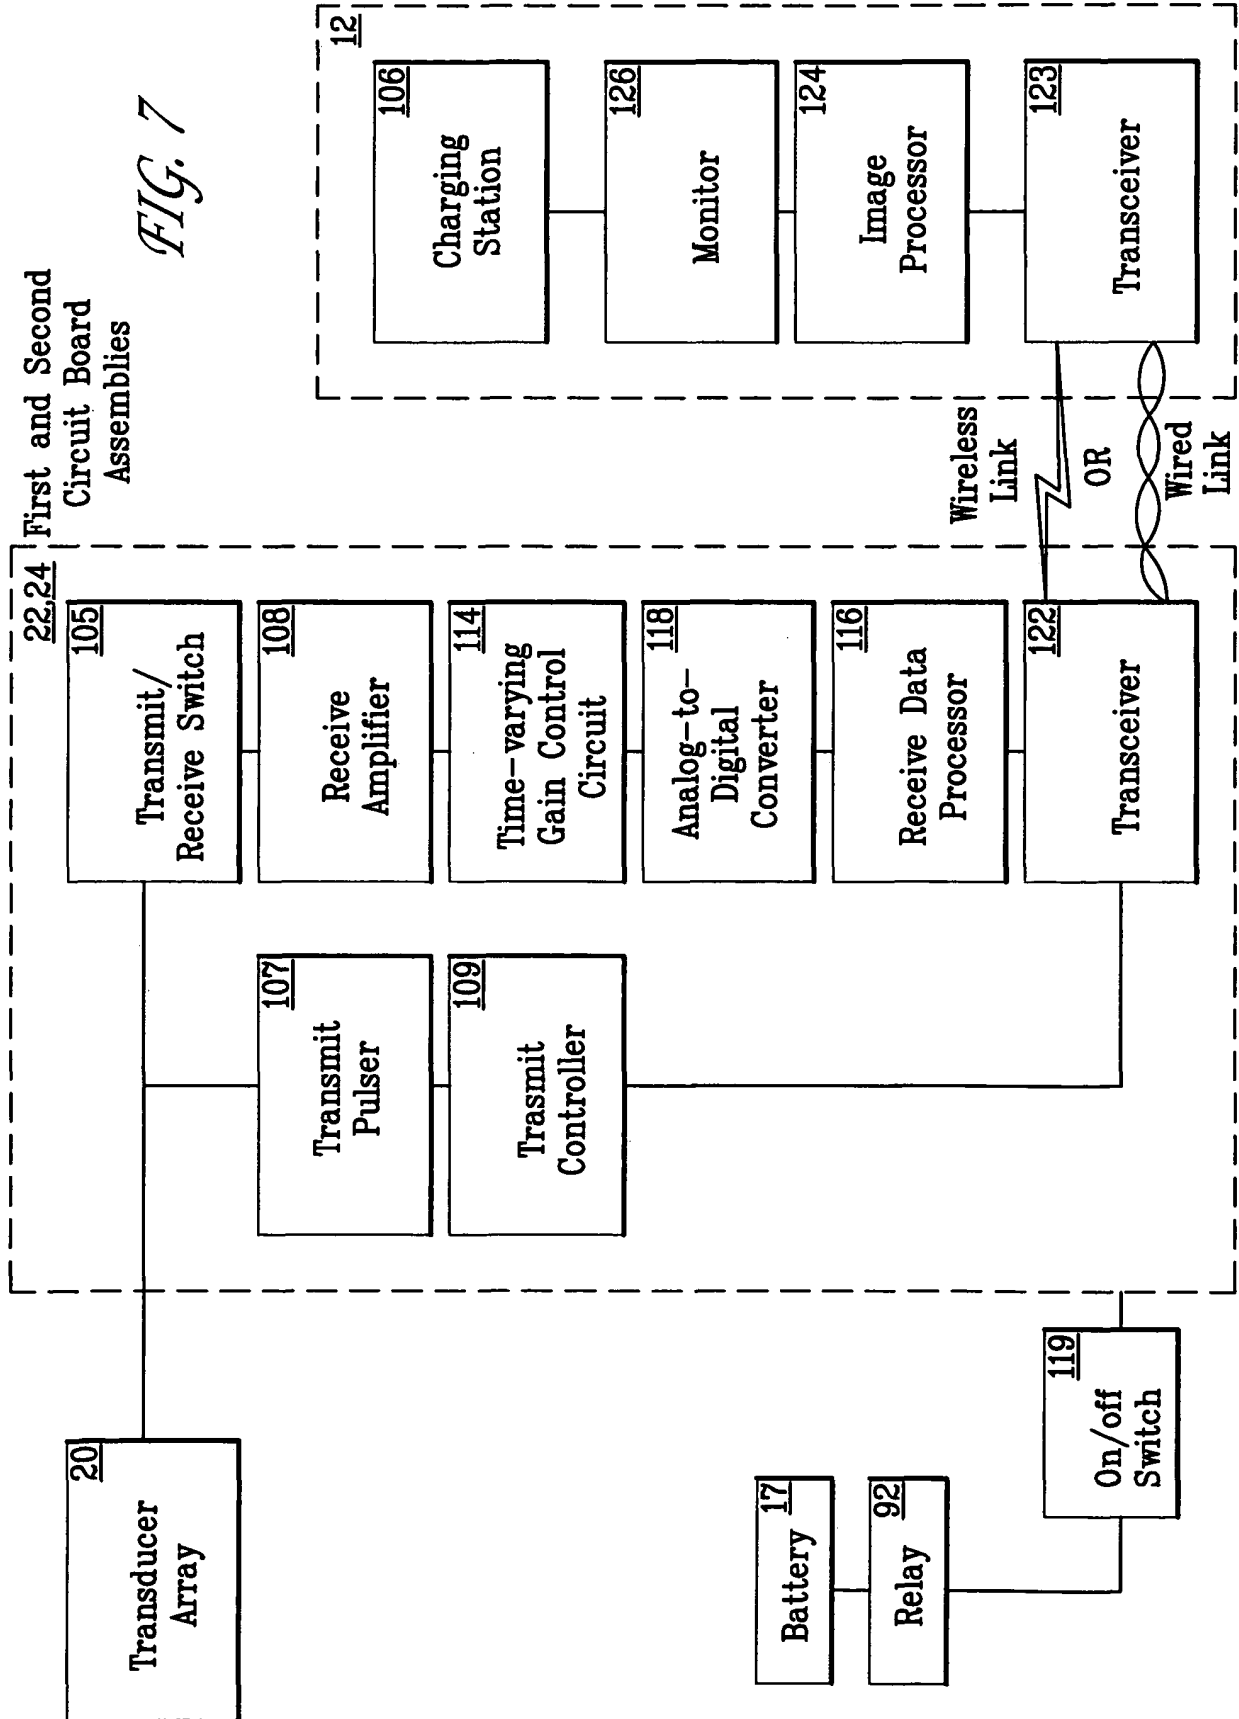 FIG. 7
First and Second
Circuit Board
Assemblies
22,24
20
Transducer
Array
105
Transmit/
Receive Switch
12
106
Charging
Station
107
Transmit
Pulser
108
Receive
Amplifier
126
Monitor
109
Trasmit
Controller
114
Time-varying
Gain Control
Circuit
124
Image
Processor
118
Analog-to-
Digital
Converter
17
Battery
116
Receive Data
Processor
92
Relay
119
On/off
Switch
122
Transceiver
Wireless
Link
OR
Wired
Link
123
Transceiver